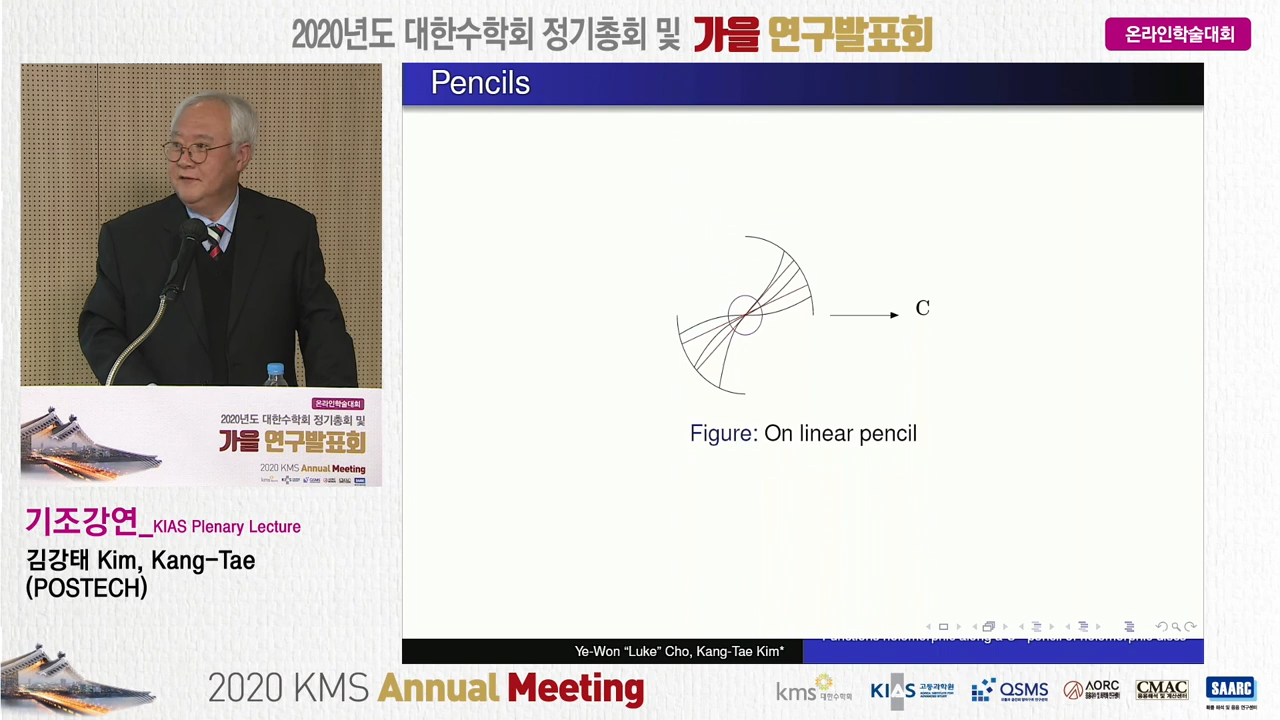 2020년도 대한수학회 정기총회 및 가을 연구발표회
온라인학술대회
Pencils
C
Figure: On linear pencil
Ye-Won “Luke” Cho, Kang-Tae Kim*
온라인학술대회
2020년도 대한수학회 정기총회 및
가을 연구발표회
2020 KMS Annual Meeting
기조강연_KIAS Plenary Lecture
김강태 Kim, Kang-Tae
(POSTECH)
2020 KMS Annual Meeting
kms 대한수학회
KIAS 고등과학원
QSMS
AORC
CMAC
SAARC